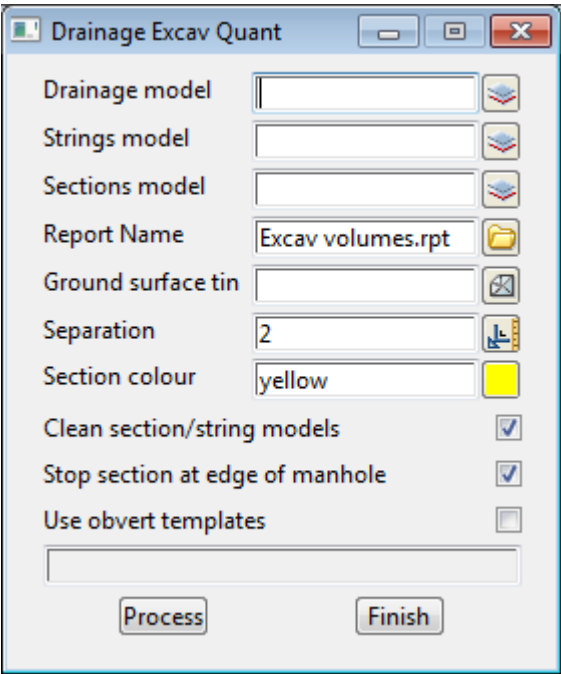 Drainage Excav Quant
Drainage model
Strings model
Sections model
Report Name Excav volumes.rpt
Ground surface tin
Separation 2
Section colour yellow
Clean section/string models
Stop section at edge of manhole
Use obvert templates
Process Finish